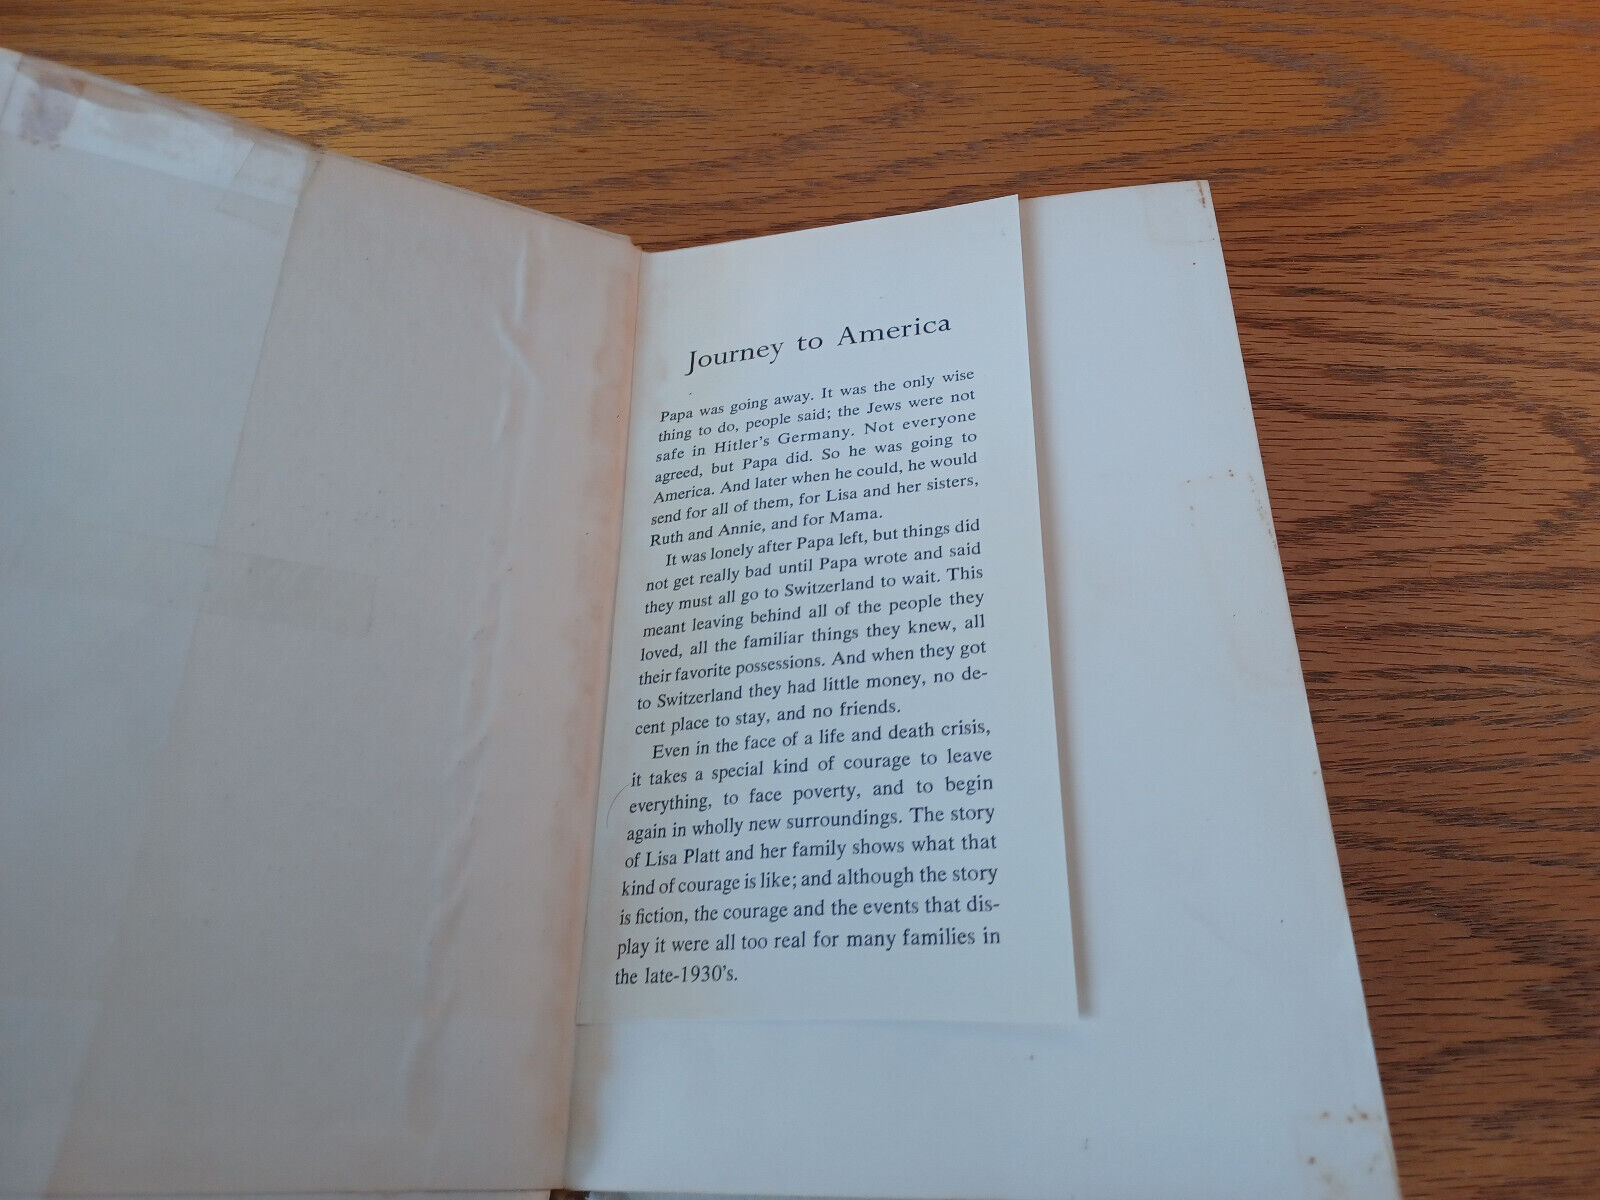 Journey to America
Papa was going away. It was the only wise
thing to do, people said; the Jews were not
safe in Hitler's Germany. Not everyone
agreed, but Papa did. So he was going to
America. And later when he could, he would
send for all of them, for Lisa and her sisters,
Ruth and Annie, and for Mama.
It was lonely after Papa left, but things did
not get really bad until Papa wrote and said
they must all go to Switzerland to wait. This
meant leaving behind all of the people they
loved, all the familiar things they knew, all
their favorite possessions. And when they got
to Switzerland they had little money, no de-
cent place to stay, and no friends.
Even in the face of a life and death crisis,
it takes a special kind of courage to leave
everything, to face poverty, and to begin
again in wholly new surroundings. The story
of Lisa Platt and her family shows what that
kind of courage is like; and although the story
is fiction, the courage and the events that dis-
play it were all too real for many families in
the late-1930's.